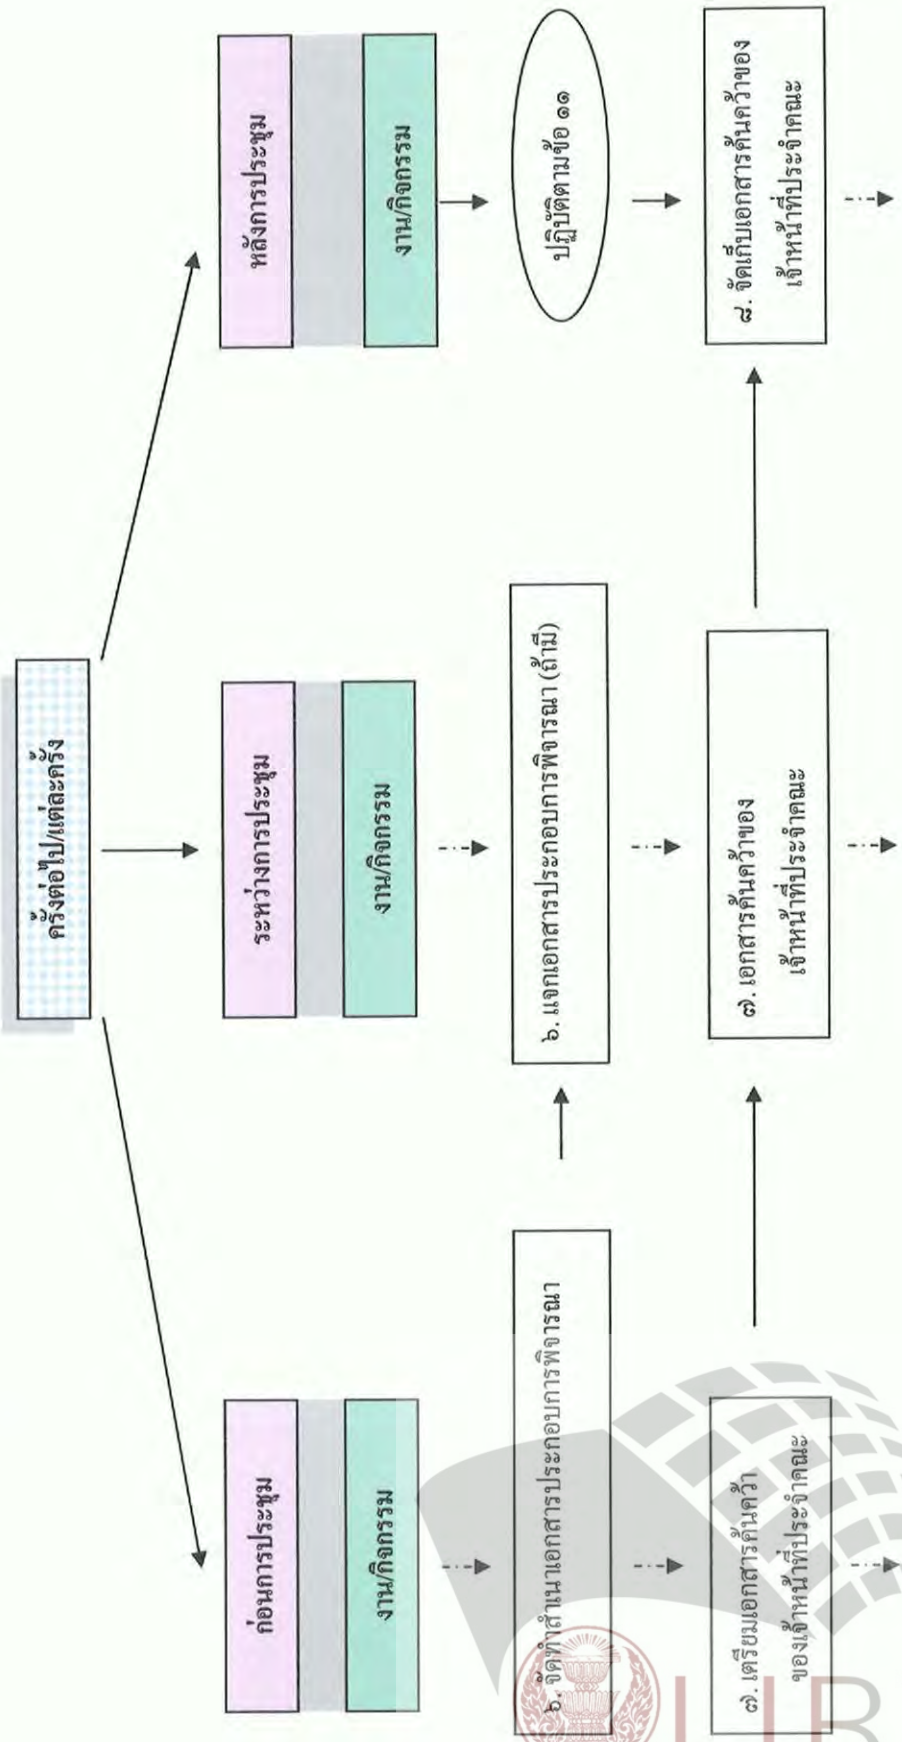 ครั้งต่อไป/แต่ละครั้ง
ก่อนการประชุม
ระหว่างการประชุม
หลังการประชุม
งาน/กิจกรรม
งาน/กิจกรรม
งาน/กิจกรรม
๖. จัดทำสำเนาเอกสารประกอบการพิจารณา
๖. แจกเอกสารประกอบการพิจารณา (ถ้ามี)
ปฏิบัติตามข้อ ๑๑
๗. เตรียมเอกสารค้นคว้า
ของเจ้าหน้าที่ประจำคณะ
๗. เอกสารค้นคว้าของ
เจ้าหน้าที่ประจำคณะ
๘. จัดเก็บเอกสารค้นคว้าของ
เจ้าหน้าที่ประจำคณะ